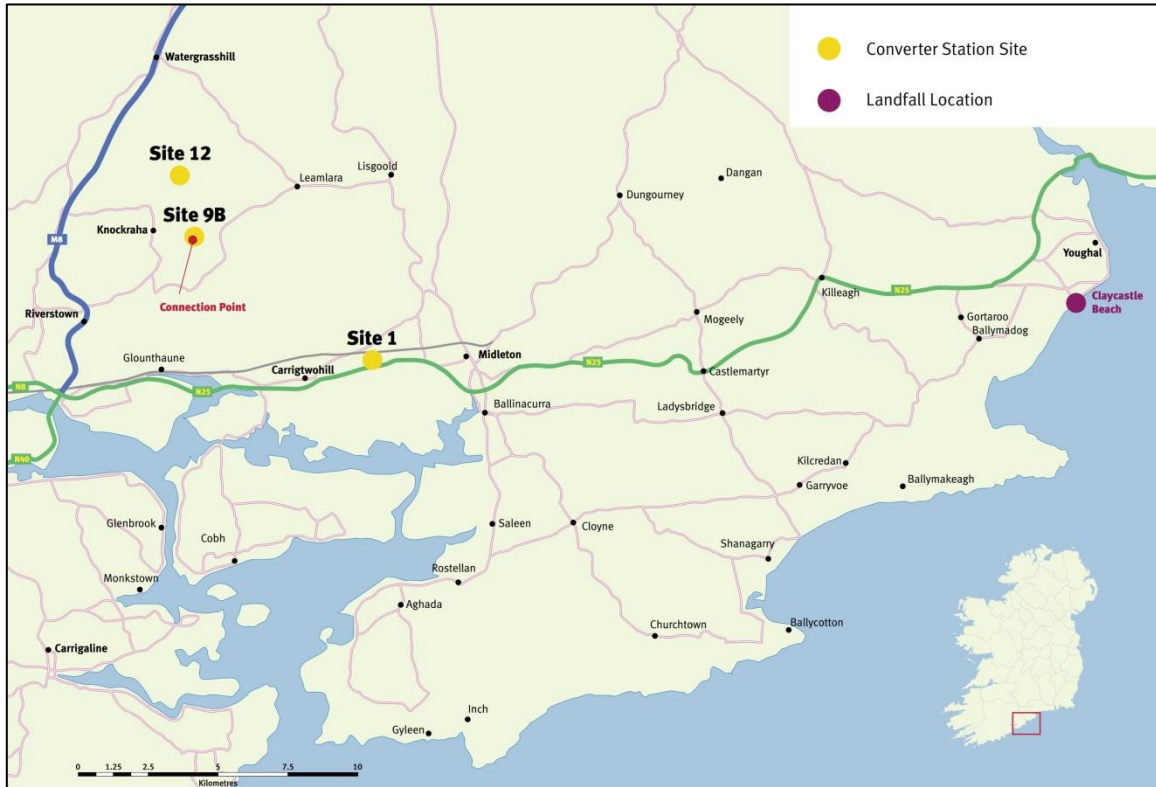 Converter Station Site
Landfall Location
Watergrasshill
Site 12
Lisgoold
Leamlara
Dangan
Dungourney
Site 9B
Knockraha
M8
Youghal
Connection Point
Killeagh
N25
Claycastle
Beach
Riverstown
Mogeely
Gortaroo
Ballymadog
Site 1
Glounthaune
Midleton
Carrigtwohill
N25
Castlemartyr
N8
N25
Ballinacurra
Ladysbridge
N40
Kilcredan
Garryvoe
Ballymakeagh
Glenbrook
Saleen
Cloyne
Cobh
Shanagarry
Monkstown
Rostellan
Aghada
Churchtown
Ballycotton
Carrigaline
Inch
Gyleen
0 1.25 2.5 5 7.5 10
Kilometres